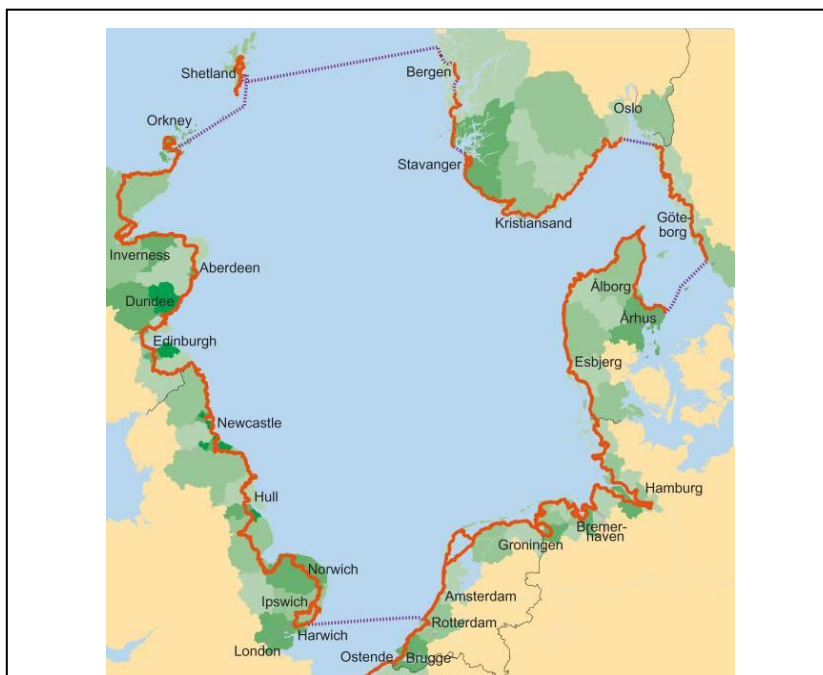 Shetland
Bergen
Oslo
Orkney
Stavanger
Kristiansand
Göte-
borg
Inverness
Aberdeen
Ålborg
Dundee
Århus
Edinburgh
Esbjerg
Newcastle
Hull
Hamburg
Bremer-
haven
Groningen
Norwich
Amsterdam
Ipswich
Rotterdam
Harwich
London
Ostende
Brugge